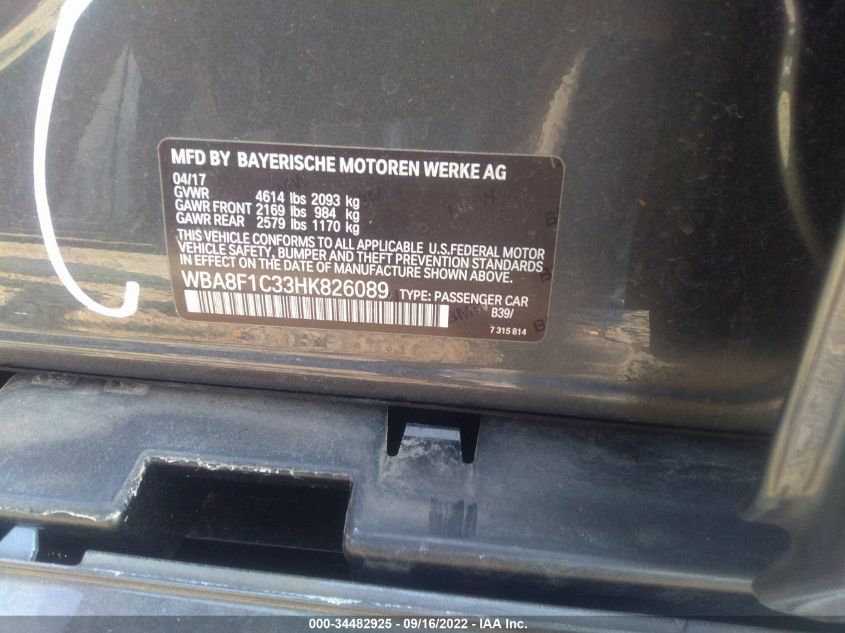 MFD BY BAYERISCHE MOTOREN WERKE AG
04/17
GVWR 4614 lbs 2093 kg
GAWR FRONT 2169 lbs 984 kg
GAWR REAR 2579 lbs 1170 kg
THIS VEHICLE CONFORMS TO ALL APPLICABLE U.S.FEDERAL MOTOR
VEHICLE SAFETY, BUMPER AND THEFT PREVENTION STANDARDS
IN EFFECT ON THE DATE OF MANUFACTURE SHOWN ABOVE.
WBA8F1C33HK826089 TYPE: PASSENGER CAR
B39/
7 315 814
000-34482925 - 09/16/2022 - IAA Inc.